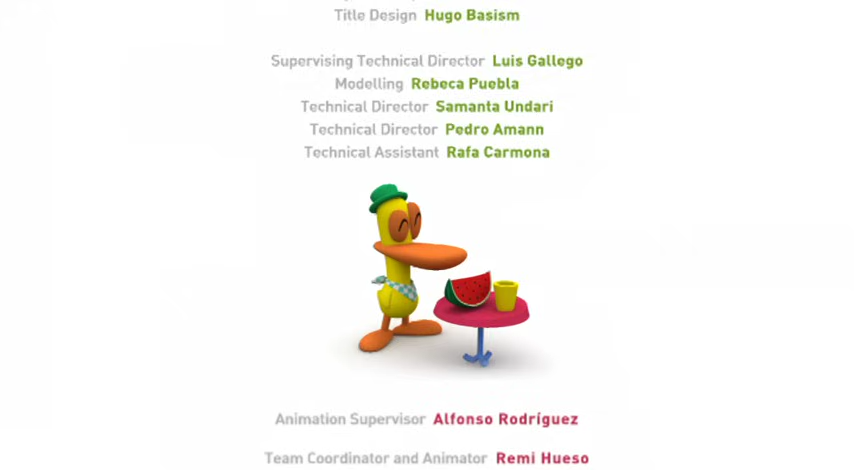 Title Design Hugo Basism
Supervising Technical Director Luis Gallego
Modelling Rebeca Puebla
Technical Director Samanta Undari
Technical Director Pedro Amann
Technical Assistant Rafa Carmona
Animation Supervisor Alfonso Rodríguez
Team Coordinator and Animator Remi Hueso